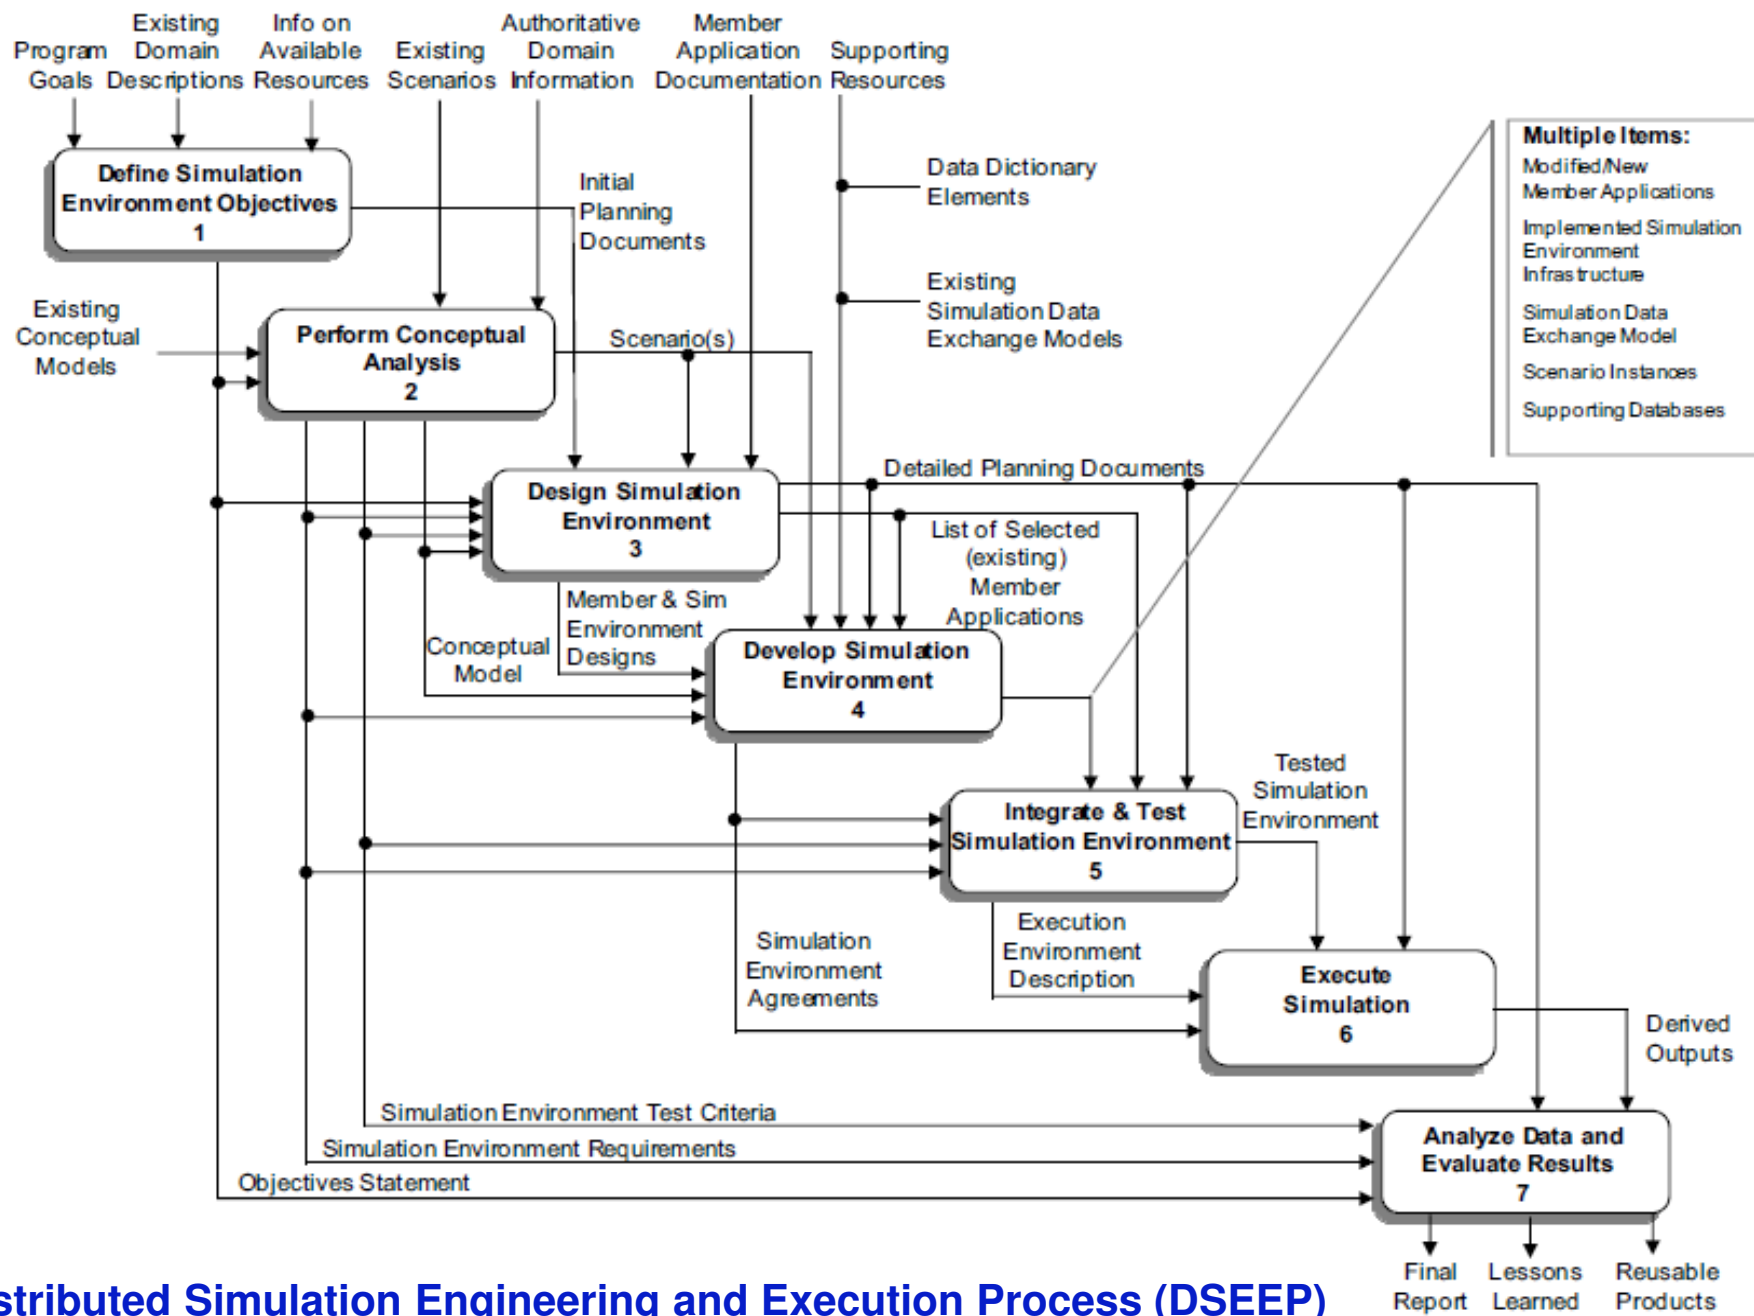 Program
Goals
Existing
Domain
Descriptions
Info on
Available
Resources
Existing
Scenarios
Authoritative
Domain
Information
Member
Application
Documentation
Supporting
Resources
Define Simulation
Environment Objectives
1
Initial
Planning
Documents
Data Dictionary
Elements
Existing
Simulation Data
Exchange Models
Multiple Items:
Modified/New
Member Applications
Implemented Simulation
Environment
Infrastructure
Simulation Data
Exchange Model
Scenario Instances
Supporting Databases
Existing
Conceptual
Models
Perform Conceptual
Analysis
2
Scenario(s)
Design Simulation
Environment
3
Detailed Planning Documents
List of Selected
(existing)
Member
Applications
Member & Sim
Environment
Designs
Conceptual
Model
Develop Simulation
Environment
4
Integrate & Test
Simulation Environment
5
Tested
Simulation
Environment
Simulation
Environment
Agreements
Execution
Environment
Description
Execute
Simulation
6
Derived
Outputs
Simulation Environment Test Criteria
Simulation Environment Requirements
Objectives Statement
Analyze Data and
Evaluate Results
7
Final
Report
Lessons
Learned
Reusable
Products
stributed Simulation Engineering and Execution Process (DSEEP)